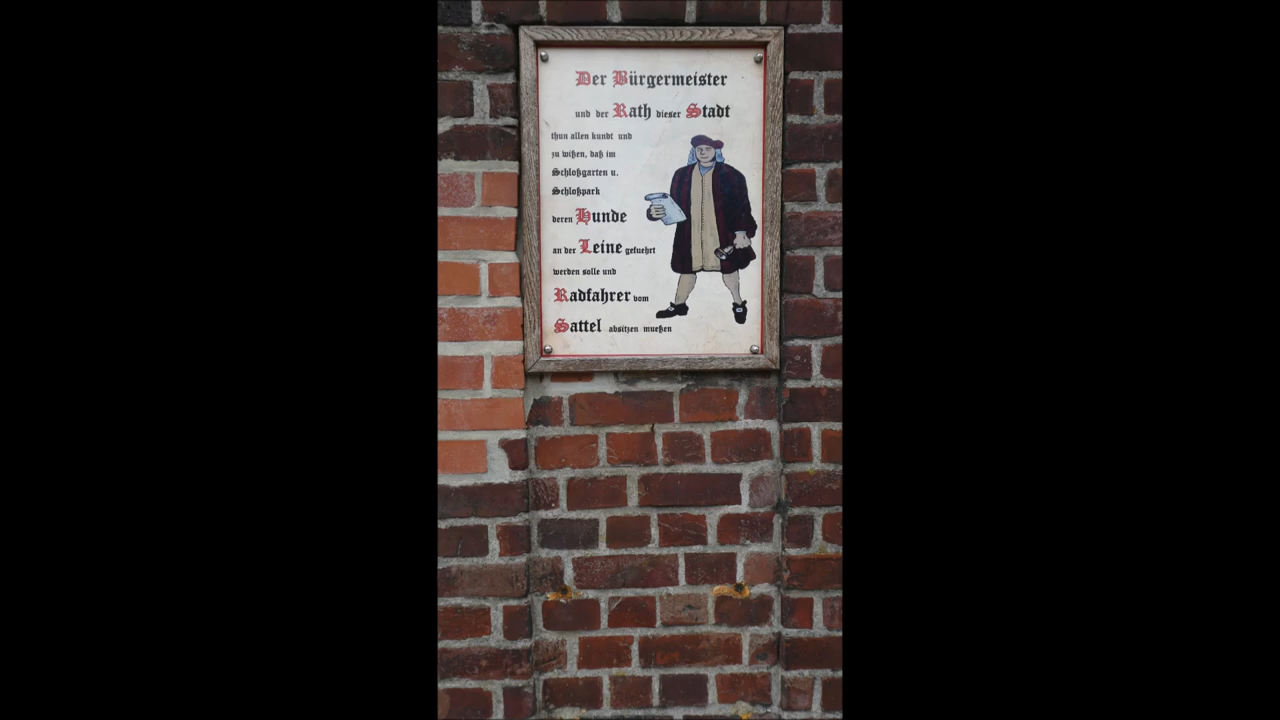 Der Bürgermeister
und der Rath dieser Stadt
thun allen kundt und
zu wißen, daß im
Schloßgarten u.
Schloßpark
deren Hunde
an der Leine gefuehrt
werden solle und
Radfahrer vom
Sattel absitzen mueßen